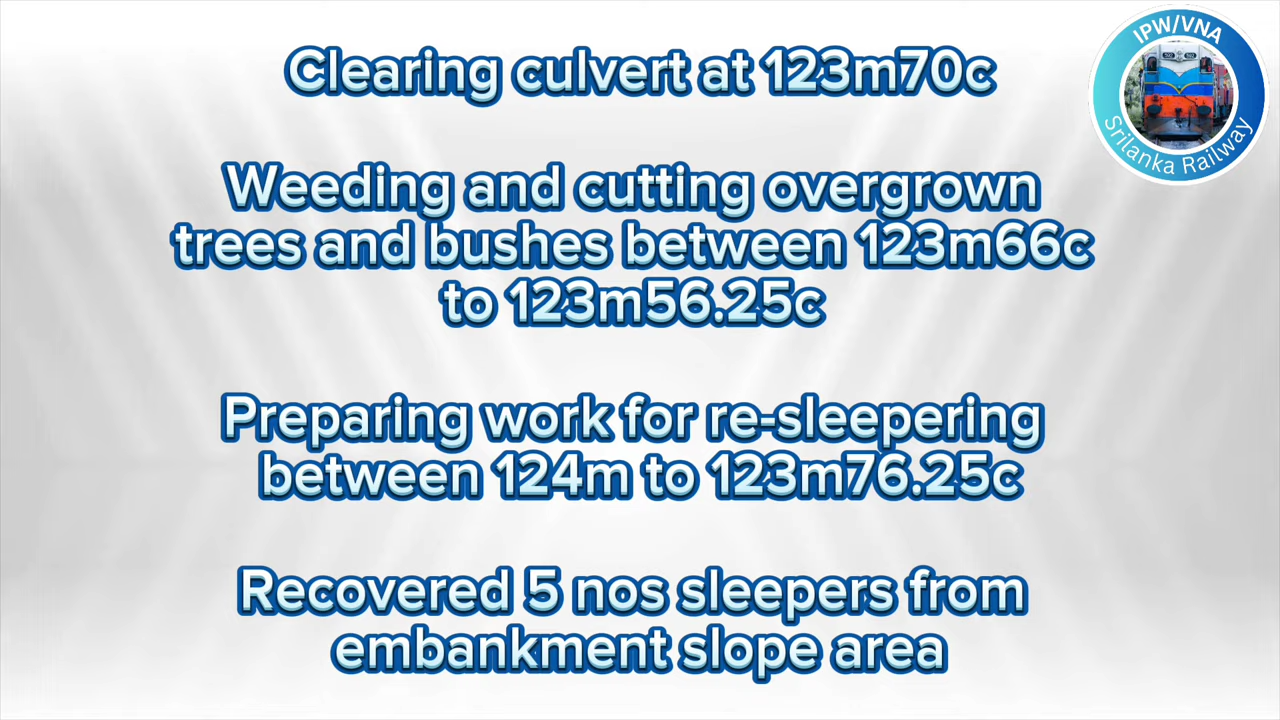 IPW/VNA
Srilanka Railway
Clearing culvert at 123m70c
Weeding and cutting overgrown
trees and bushes between 123m66c
to 123m56.25c
Preparing work for re-sleepering
between 124m to 123m76.25c
Recovered 5 nos sleepers from
embankment slope area